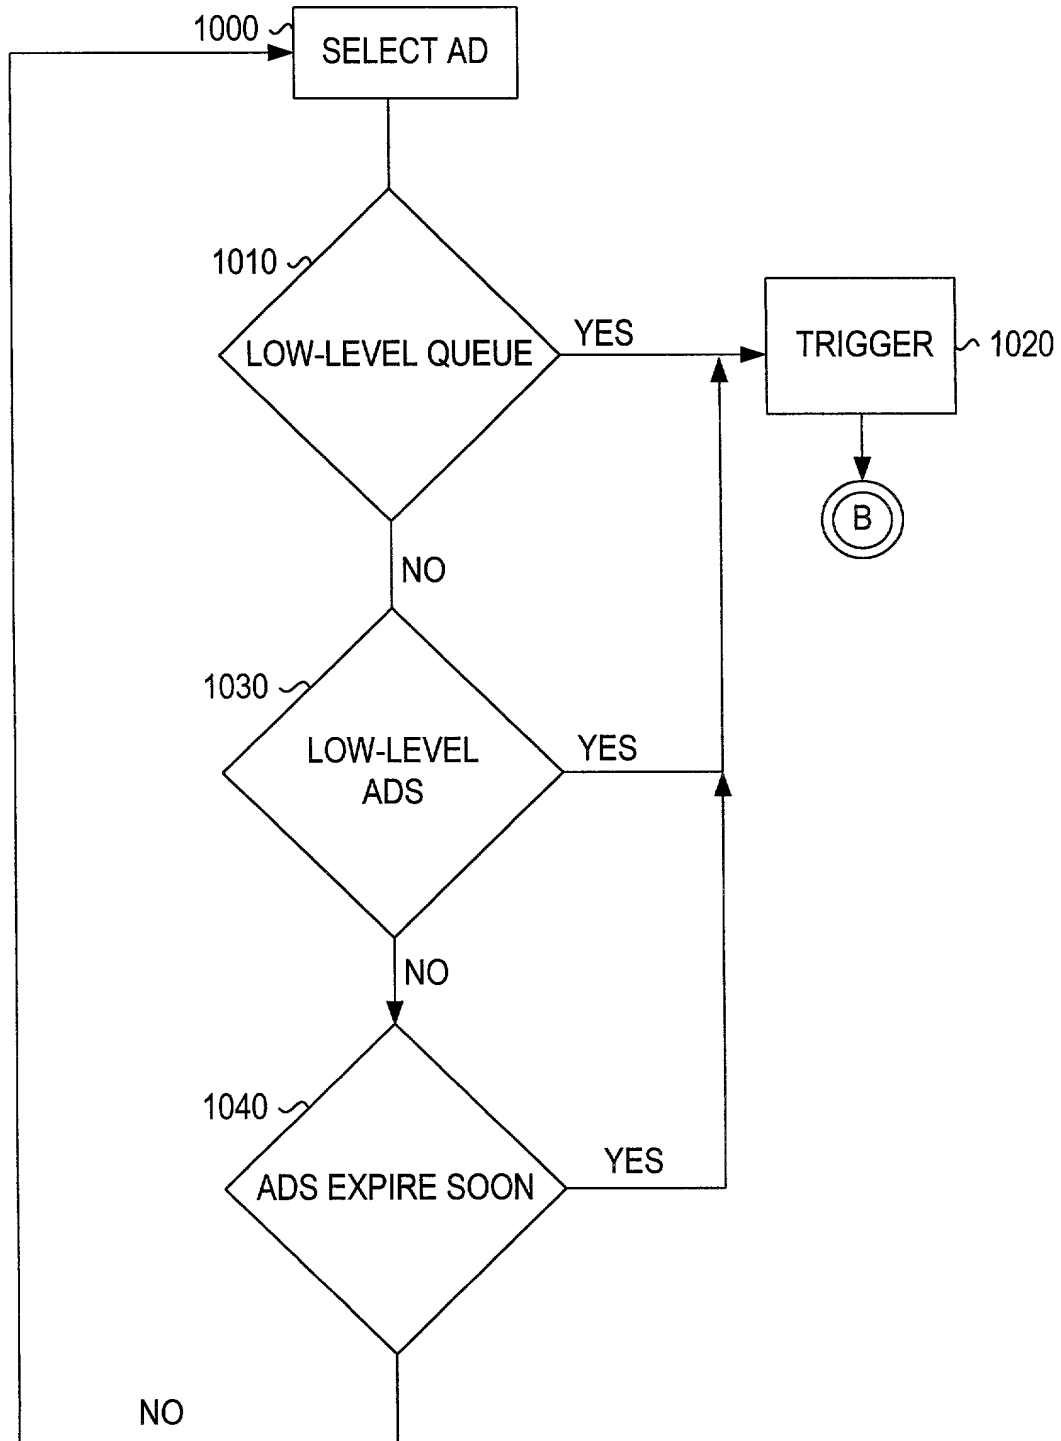 1000
SELECT AD
1010
LOW-LEVEL QUEUE
YES
TRIGGER
1020
B
NO
1030
LOW-LEVEL
ADS
YES
NO
1040
ADS EXPIRE SOON
YES
NO